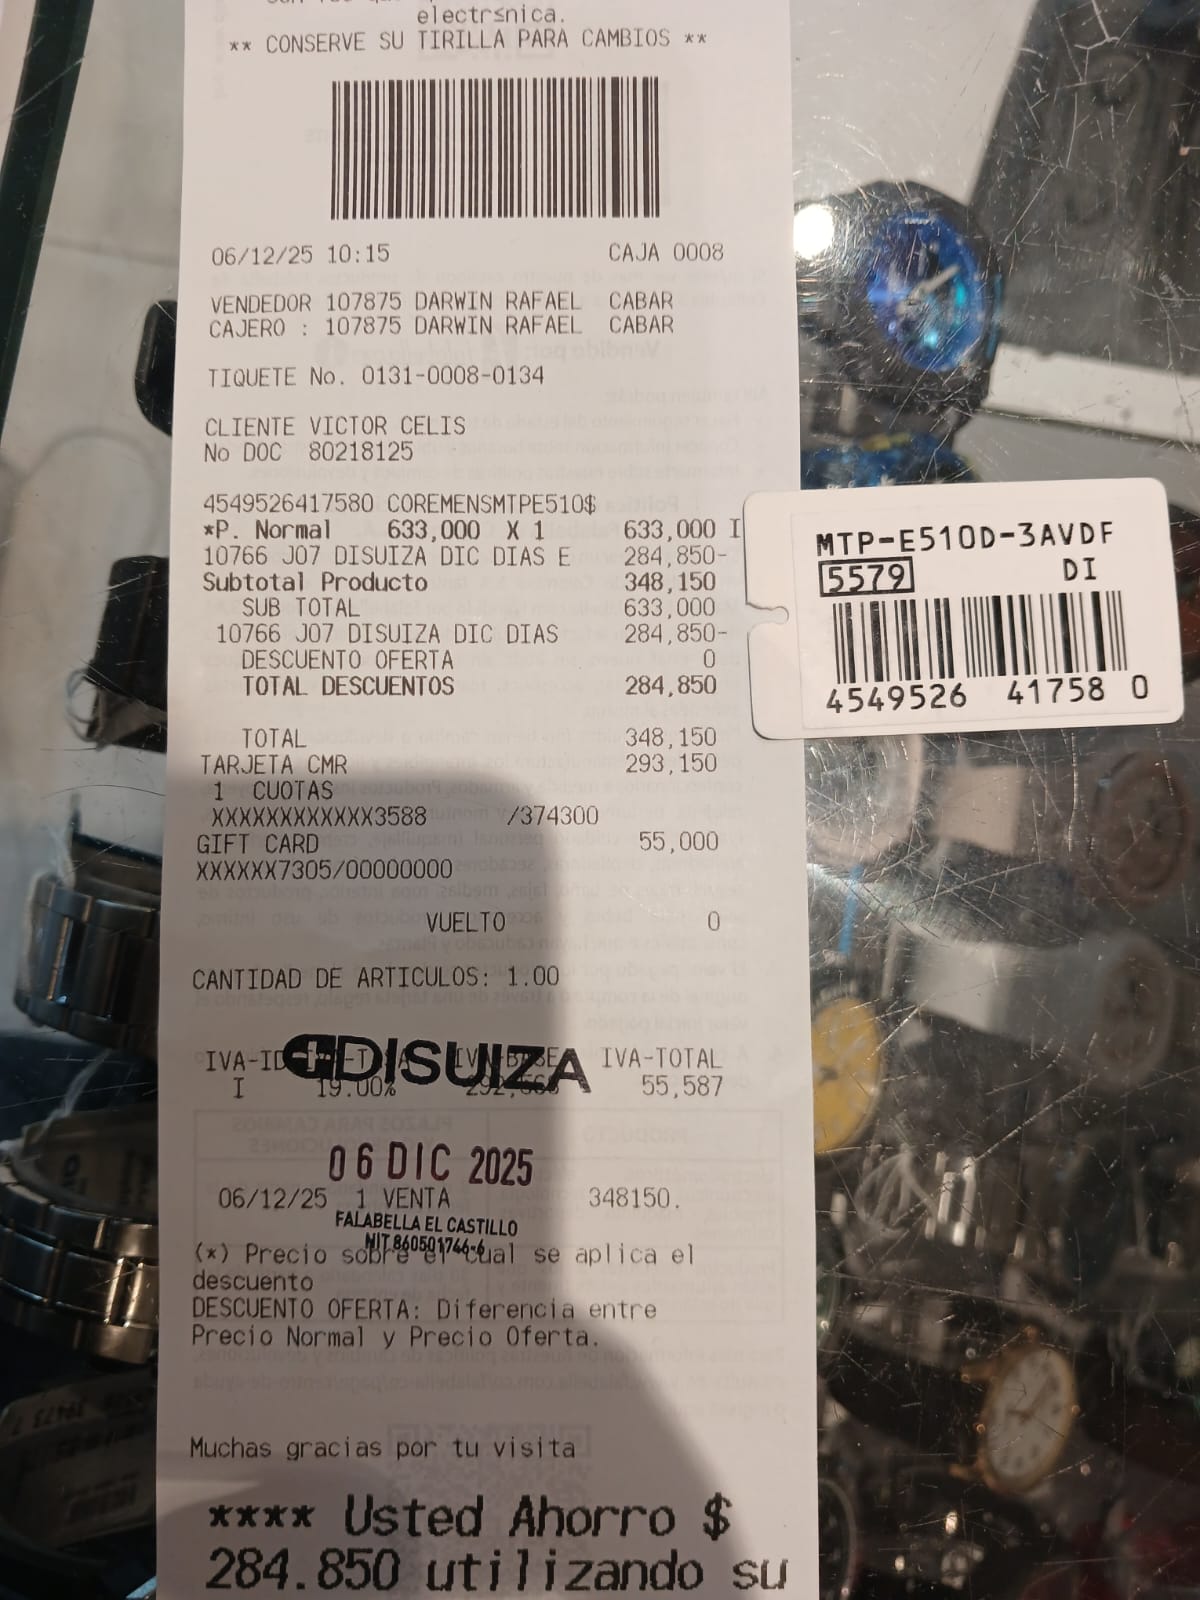 electr≤nica.
** CONSERVE SU TIRILLA PARA CAMBIOS **
06/12/25 10:15 CAJA 0008
VENDEDOR 107875 DARWIN RAFAEL CABAR
CAJERO : 107875 DARWIN RAFAEL CABAR
TIQUETE No. 0131-0008-0134
CLIENTE VICTOR CELIS
No DOC 80218125
4549526417580 COREMENSMTPE510$
*P. Normal 633,000 X 1 633,000 I
10766 J07 DISUIZA DIC DIAS E 284,850-
Subtotal Producto 348,150
SUB TOTAL 633,000
10766 J07 DISUIZA DIC DIAS 284,850-
DESCUENTO OFERTA 0
TOTAL DESCUENTOS 284,850
TOTAL 348,150
TARJETA CMR 293,150
1 CUOTAS
XXXXXXXXXXXX3588 /374300
GIFT CARD 55,000
XXXXXX7305/00000000
VUELTO 0
CANTIDAD DE ARTICULOS: 1.00
IVA-TOTAL
DISUIZA
I 19.00% 55,587
06 DIC 2025
06/12/25 1 VENTA 348150.
FALABELLA EL CASTILLO
NIT.860501746-6
(*) Precio sobre el cual se aplica el
descuento
DESCUENTO OFERTA: Diferencia entre
Precio Normal y Precio Oferta.
Muchas gracias por tu visita
**** Usted Ahorro $
284.850 utilizando su
MTP-E510D-3AVDF
5579 DI
4549526 41758 0